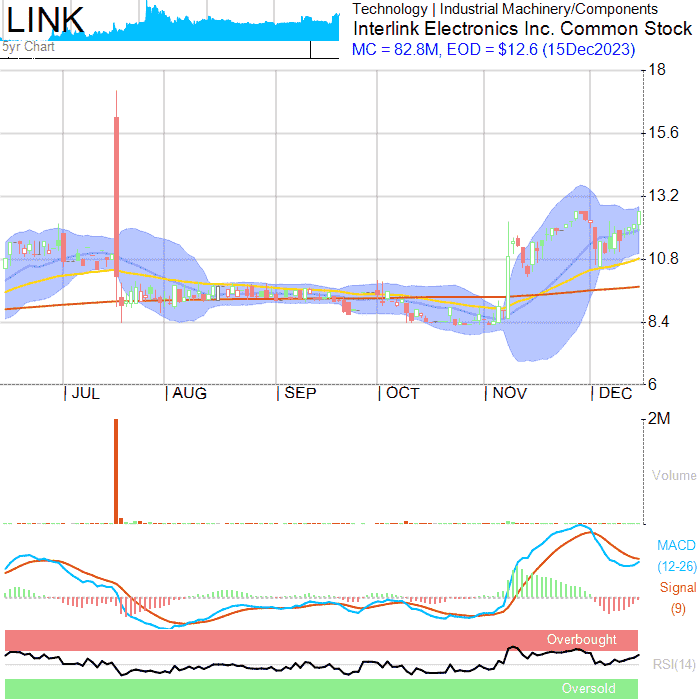 LINK
5yr Chart
Technology | Industrial Machinery/Components
Interlink Electronics Inc. Common Stock
MC = 82.8M, EOD = $12.6 (15Dec2023)
18
15.6
13.2
10.8
8.4
6
JUL AUG SEP OCT NOV DEC
2M
Volume
MACD
(12-26)
Signal
(9)
Overbought
RSI(14)
Oversold